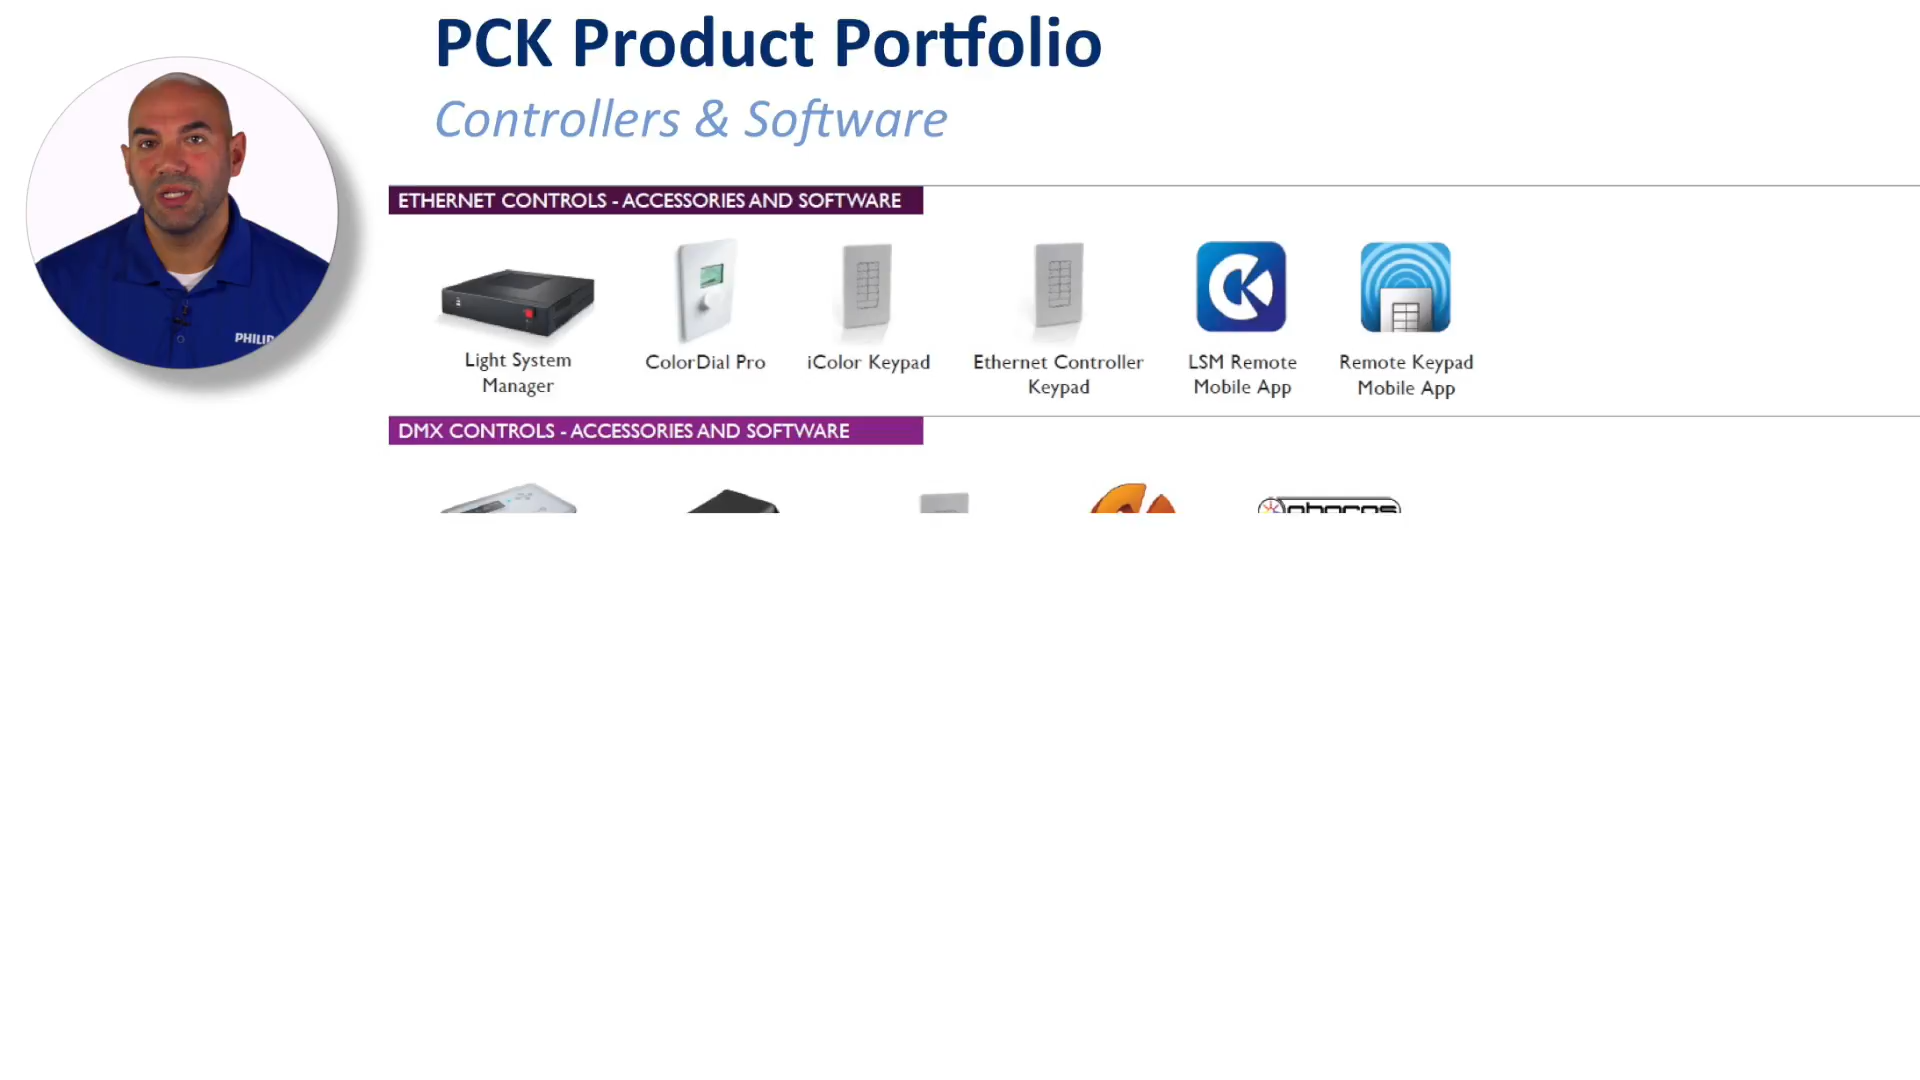 PCK Product Portfolio
Controllers & Software
ETHERNET CONTROLS - ACCESSORIES AND SOFTWARE
Light System
Manager
ColorDial Pro
iColor Keypad
Ethernet Controller
Keypad
LSM Remote
Mobile App
Remote Keypad
Mobile App
DMX CONTROLS - ACCESSORIES AND SOFTWARE